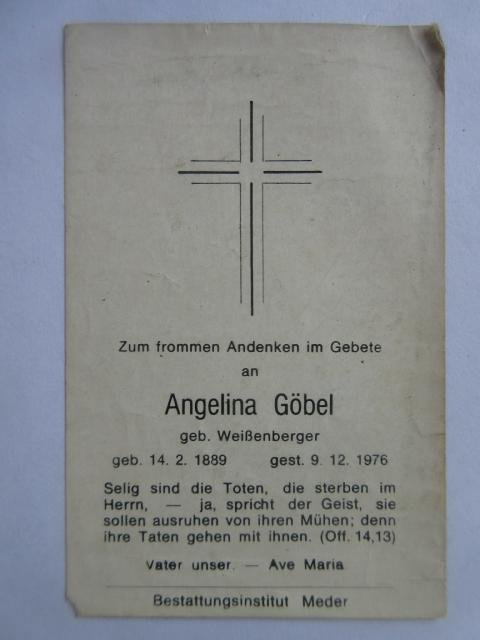 Zum frommen Andenken im Gebete
an
Angelina Göbel
geb. Weißenberger
geb. 14. 2. 1889 gest. 9. 12. 1976
Selig sind die Toten, die sterben im
Herrn, — ja, spricht der Geist, sie
sollen ausruhen von ihren Mühen; denn
ihre Taten gehen mit ihnen. (Off. 14,13)
Vater unser. — Ave Maria
Bestattungsinstitut Meder